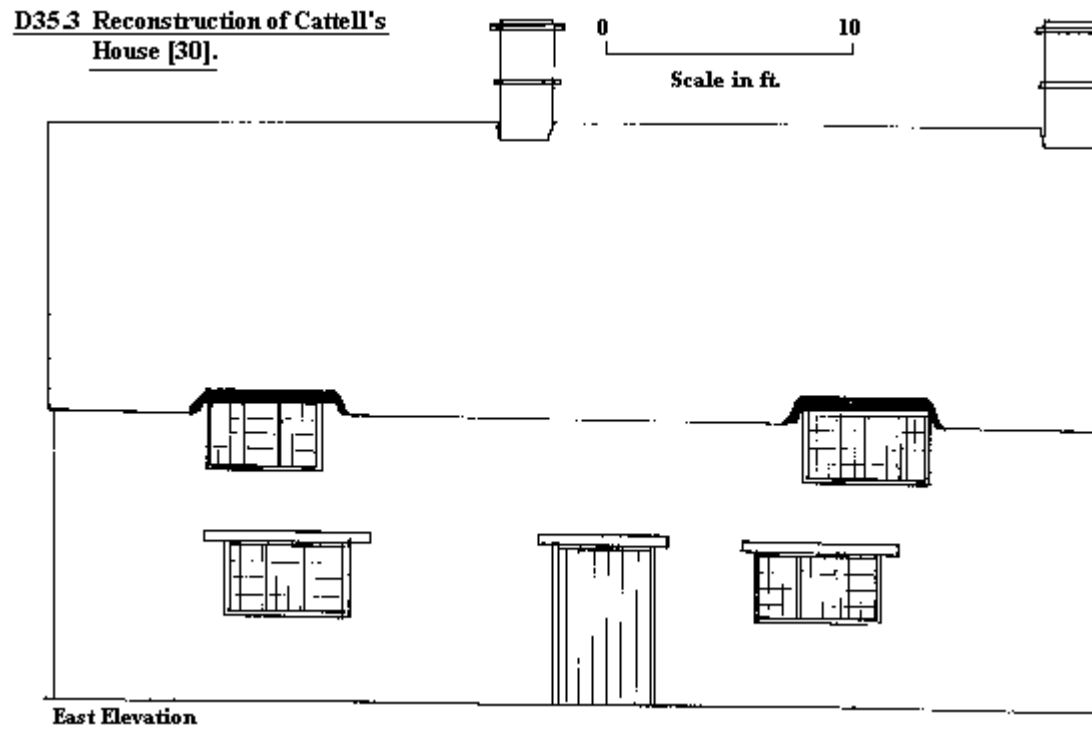 D35.3 Reconstruction of Cattell's
House [30].
0 10
Scale in ft.
East Elevation